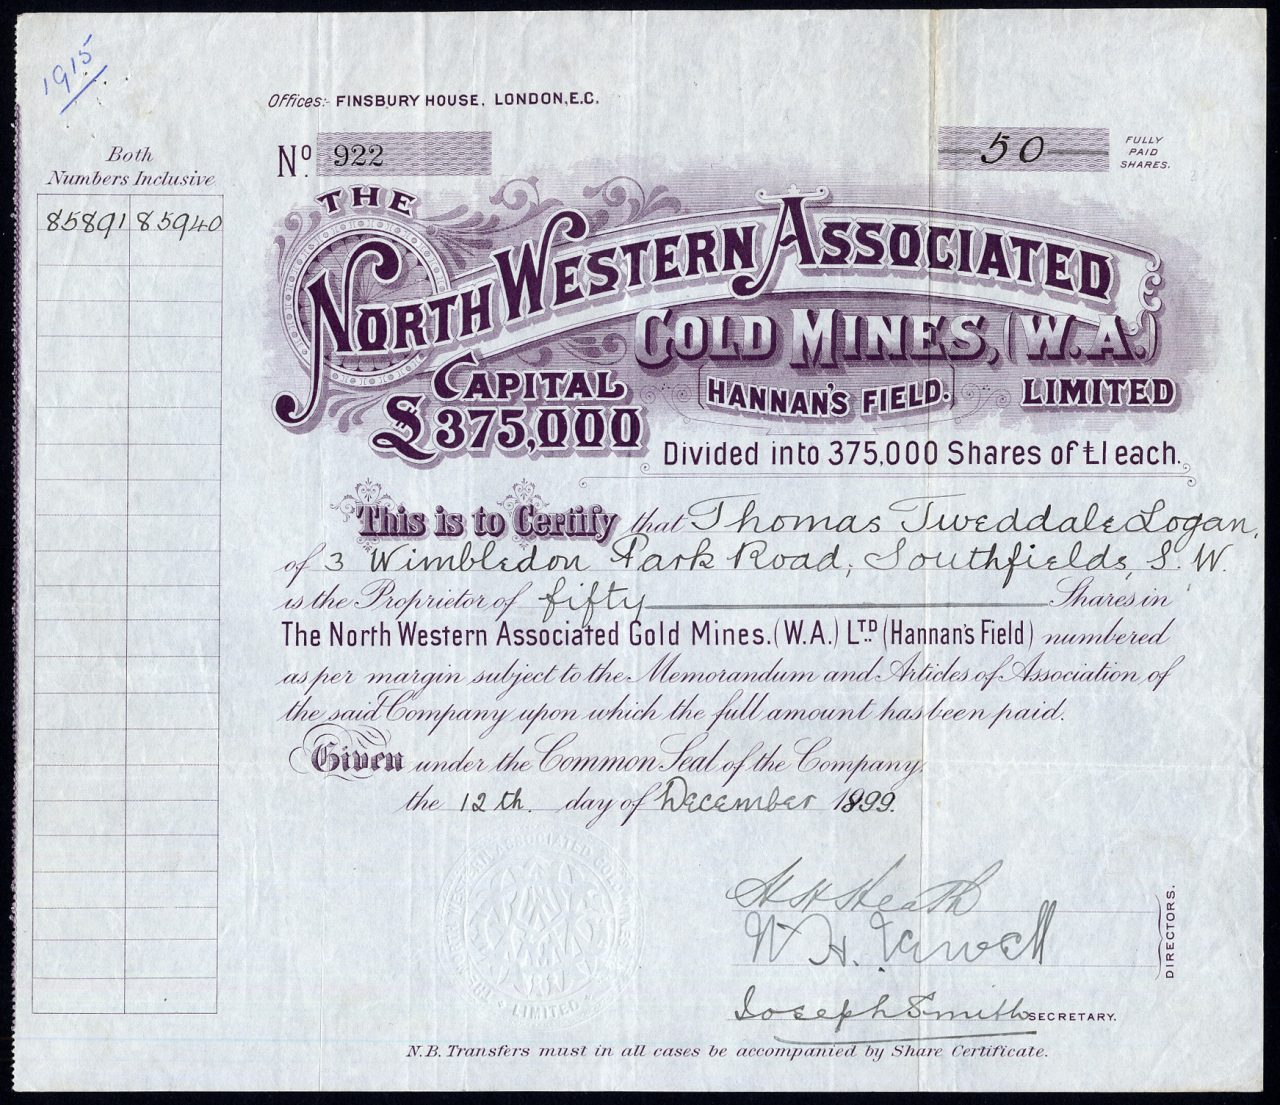 1915
Offices:- FINSBURY HOUSE, LONDON, E.C.
Both
Numbers Inclusive
85891 85940
No. 922
50
FULLY
PAID
SHARES.
THE
NORTH WESTERN ASSOCIATED
GOLD MINES, (W.A.)
HANNAN'S FIELD. LIMITED
CAPITAL
£375,000
Divided into 375,000 Shares of £1 each.
This is to Certify that Thomas Tweddale Logan,
of 3 Wimbledon Park Road, Southfields, S.W.
is the Proprietor of fifty Shares in
The North Western Associated Gold Mines. (W.A.) LTD (Hannan's Field) numbered
as per margin subject to the Memorandum and Articles of Association of
the said Company upon which the full amount has been paid.
Given under the Common Seal of the Company,
the 12th day of December 1899.
LIMITED
DIRECTORS.
Joseph Smith SECRETARY.
N.B. Transfers must in all cases be accompanied by Share Certificate.